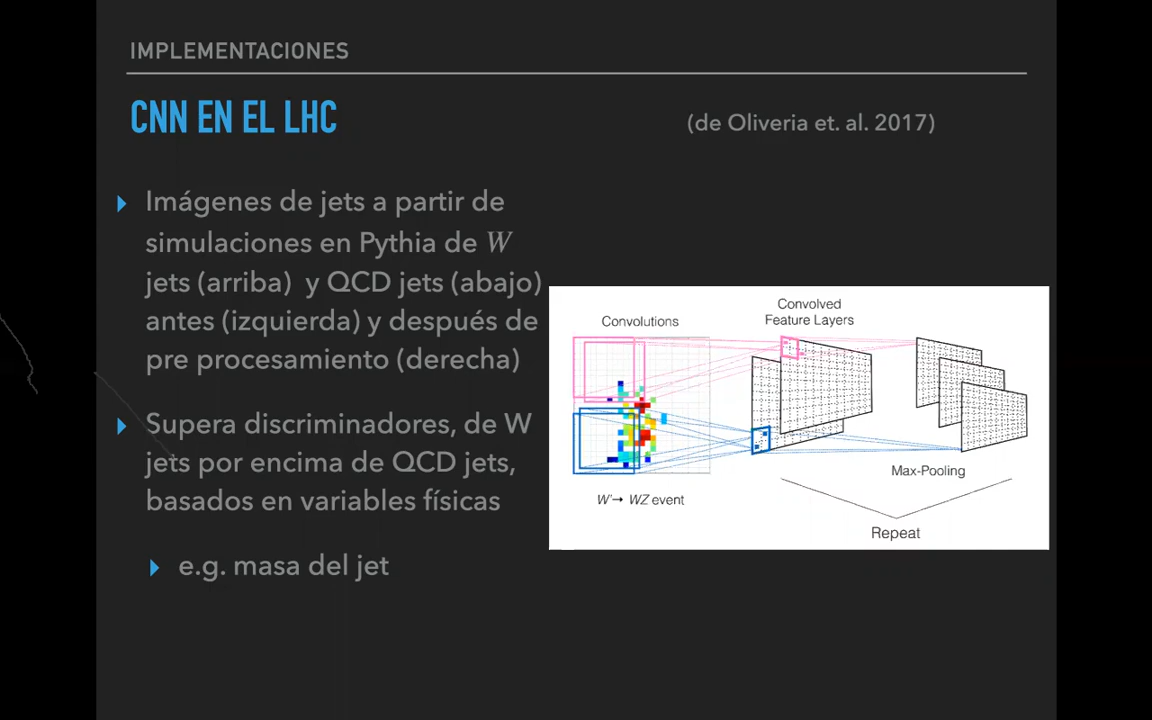 IMPLEMENTACIONES
CNN EN EL LHC
(de Oliveria et. al. 2017)
Imágenes de jets a partir de
simulaciones en Pythia de W
jets (arriba) y QCD jets (abajo)
antes (izquierda) y después de
pre procesamiento (derecha)
Supera discriminadores, de W
jets por encima de QCD jets,
basados en variables físicas
e.g. masa del jet
Convolutions
Convolved
Feature Layers
Max-Pooling
W'→ WZ event
Repeat